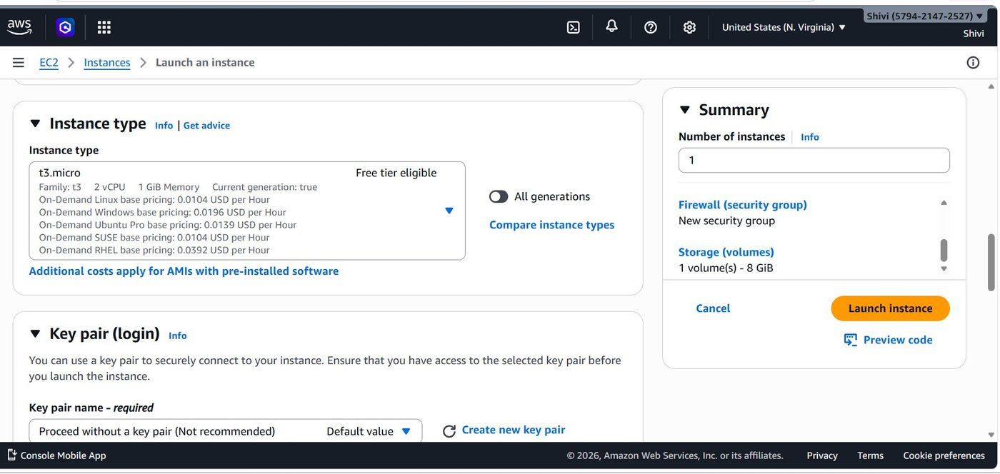 aws
United States (N. Virginia)
Shivi (5794-2147-2527)
Shivi
EC2 Instances Launch an instance
Instance type Info | Get advice
Instance type
t3.micro Free tier eligible
Family: t3 2 vCPU 1 GiB Memory Current generation: true
On-Demand Linux base pricing: 0.0104 USD per Hour
On-Demand Windows base pricing: 0.0196 USD per Hour
On-Demand Ubuntu Pro base pricing: 0.0139 USD per Hour
On-Demand SUSE base pricing: 0.0104 USD per Hour
On-Demand RHEL base pricing: 0.0392 USD per Hour
All generations
Compare instance types
Additional costs apply for AMIs with pre-installed software
Key pair (login) Info
You can use a key pair to securely connect to your instance. Ensure that you have access to the selected key pair before
you launch the instance.
Key pair name - required
Proceed without a key pair (Not recommended) Default value
Create new key pair
Summary
Number of instances Info
1
Firewall (security group)
New security group
Storage (volumes)
1 volume(s) - 8 GiB
Cancel Launch instance
Preview code
Console Mobile App © 2026, Amazon Web Services, Inc. or its affiliates. Privacy Terms Cookie preferences